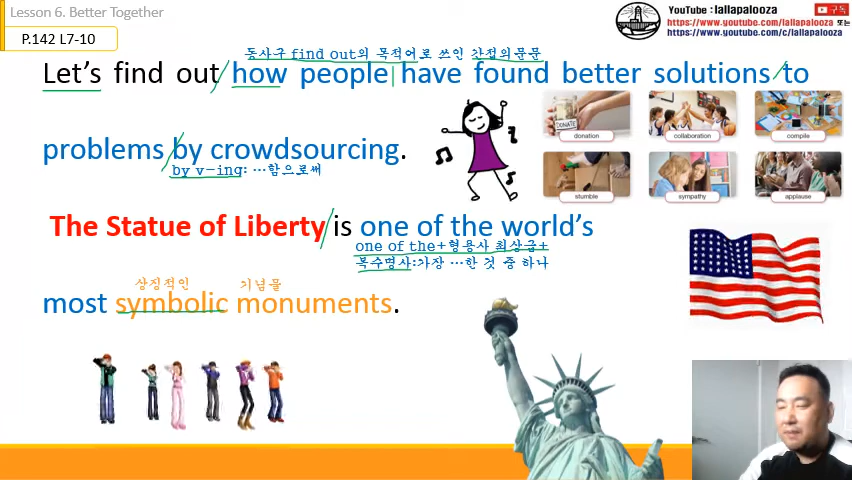 Lesson 6. Better Together
P.142 L7-10
YouTube : lallapalooza
구독
https://www.youtube.com/lallapalooza 또는
https://www.youtube.com/c/lallapalooza
동사구 find out의 목적어로 쓰인 간접의문문
Let's find out how people have found better solutions to
problems by crowdsourcing.
by v-ing: …함으로써
DONATE
donation
collaboration
compile
stumble
sympathy
applause
The Statue of Liberty is one of the world's
one of the+형용사 최상급+
복수명사:가장 …한 것 중 하나
상징적인 기념물
most symbolic monuments.